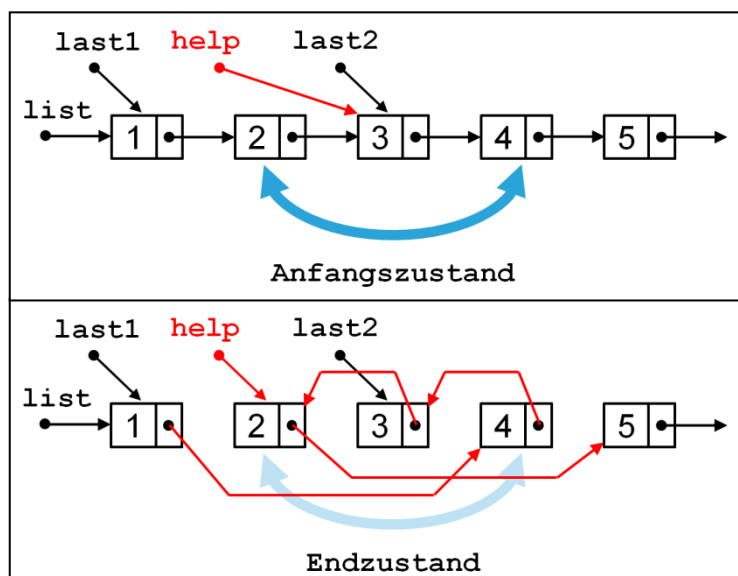 last1 help last2
list
1 2 3 4 5
Anfangszustand
last1 help last2
list
1 2 3 4 5
Endzustand